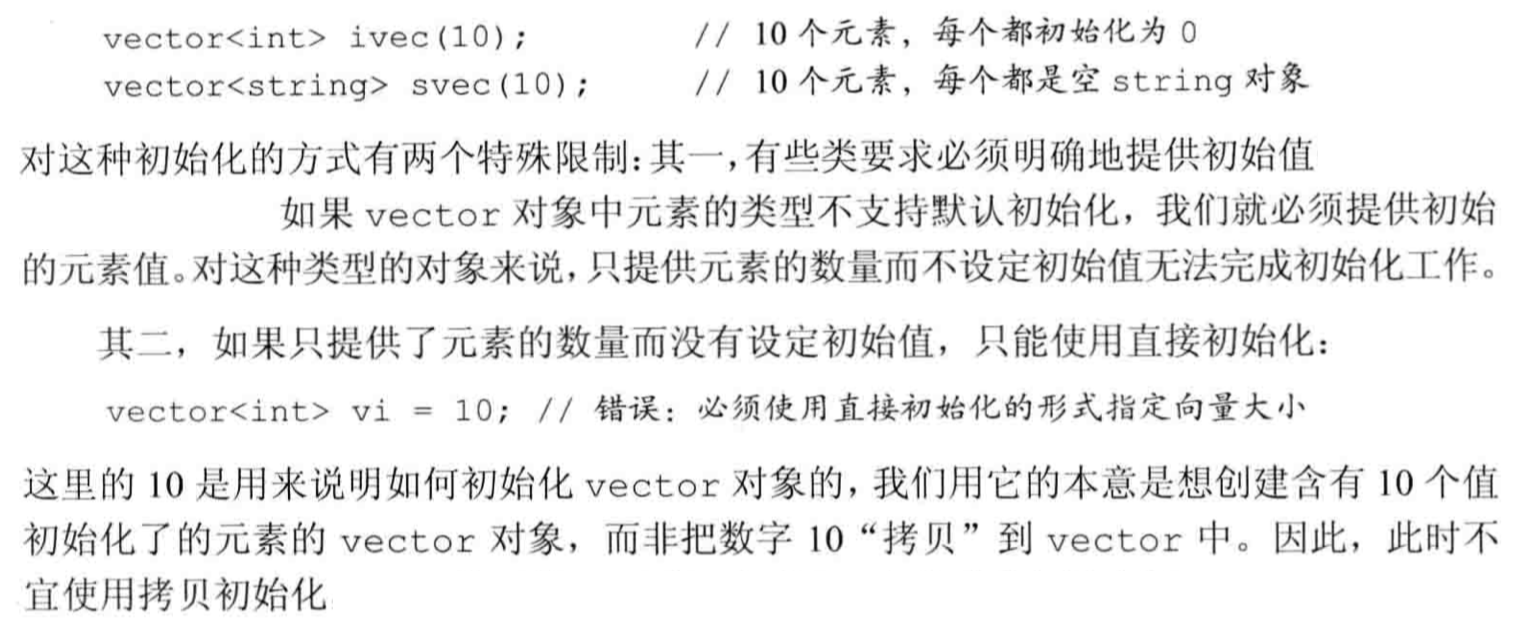 vector<int> ivec(10); // 10 个元素，每个都初始化为 0
vector<string> svec(10); // 10 个元素，每个都是空 string 对象
对这种初始化的方式有两个特殊限制：其一，有些类要求必须明确地提供初始值
如果 vector 对象中元素的类型不支持默认初始化，我们就必须提供初始
的元素值。对这种类型的对象来说，只提供元素的数量而不设定初始值无法完成初始化工作。
其二，如果只提供了元素的数量而没有设定初始值，只能使用直接初始化：
vector<int> vi = 10; // 错误：必须使用直接初始化的形式指定向量大小
这里的 10 是用来说明如何初始化 vector 对象的，我们用它的本意是想创建含有 10 个值
初始化了的元素的 vector 对象，而非把数字 10“拷贝”到 vector 中。因此，此时不
宜使用拷贝初始化